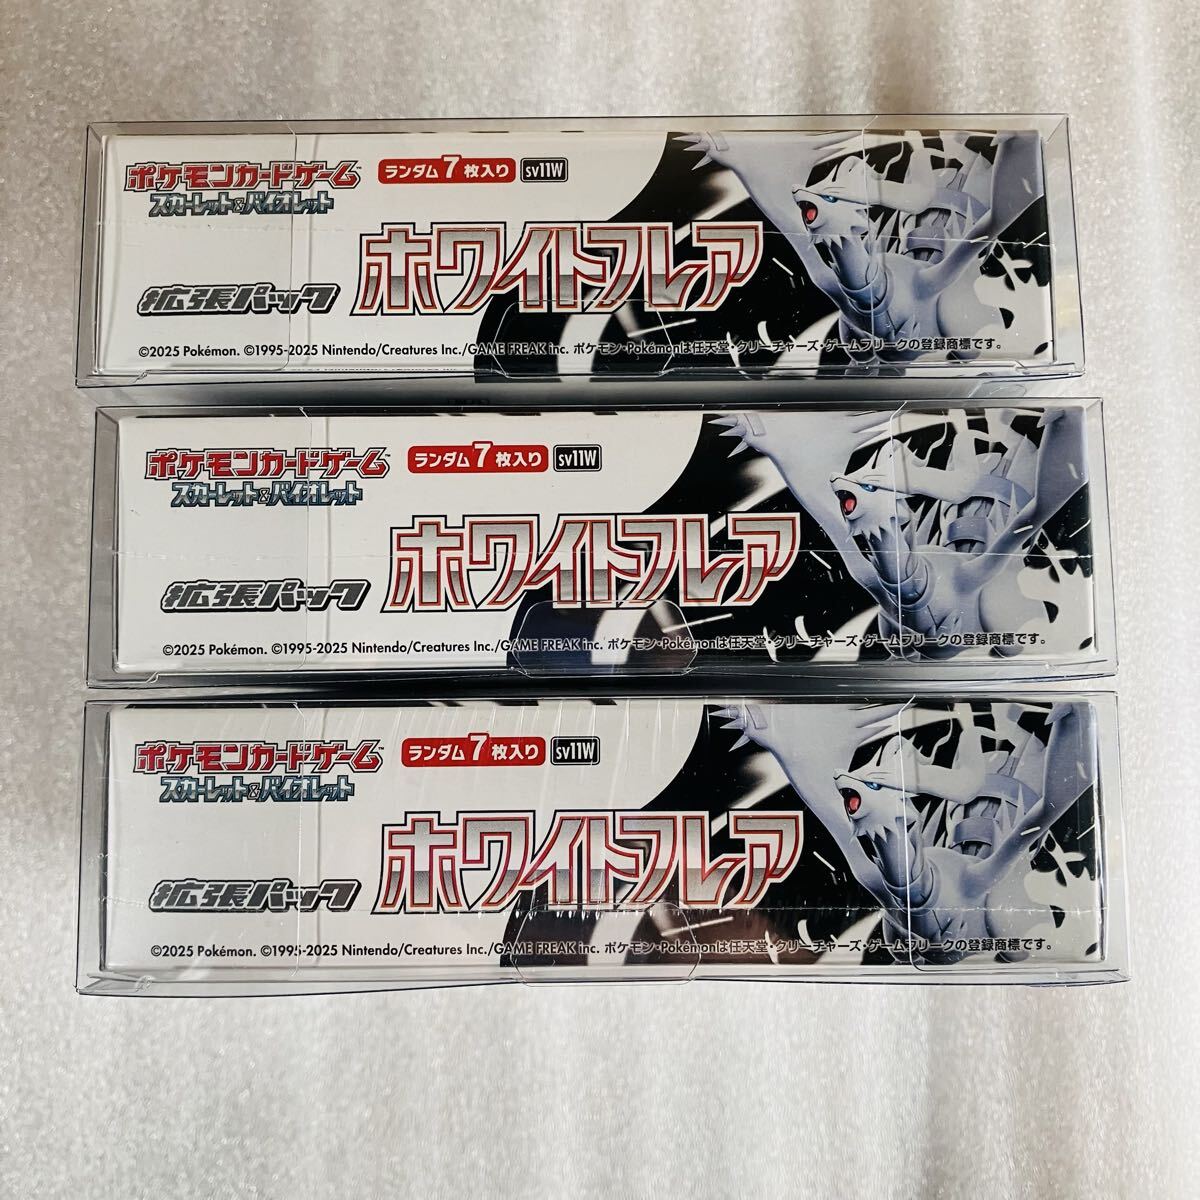 ポケモンカードゲーム
スカーレット&バイオレット
ランダム7枚入り sv11W
拡張パック
ホワイトフレア
©2025 Pokémon. ©1995-2025 Nintendo/Creatures Inc./GAME FREAK inc. ポケモン・Pokémonは任天堂・クリーチャーズ・ゲームフリークの登録商標です。
ポケモンカードゲーム
スカーレット&バイオレット
ランダム7枚入り sv11W
拡張パック
ホワイトフレア
©2025 Pokémon. ©1995-2025 Nintendo/Creatures Inc./GAME FREAK inc. ポケモン・Pokémonは任天堂・クリーチャーズ・ゲームフリークの登録商標です。
ポケモンカードゲーム™
スカーレット&バイオレット
ランダム7枚入り sv11W
拡張パック
ホワイトフレア
©2025 Pokémon. ©1995-2025 Nintendo/Creatures Inc./GAME FREAK inc. ポケモン・Pokémonは任天堂・クリーチャーズ・ゲームフリークの登録商標です。